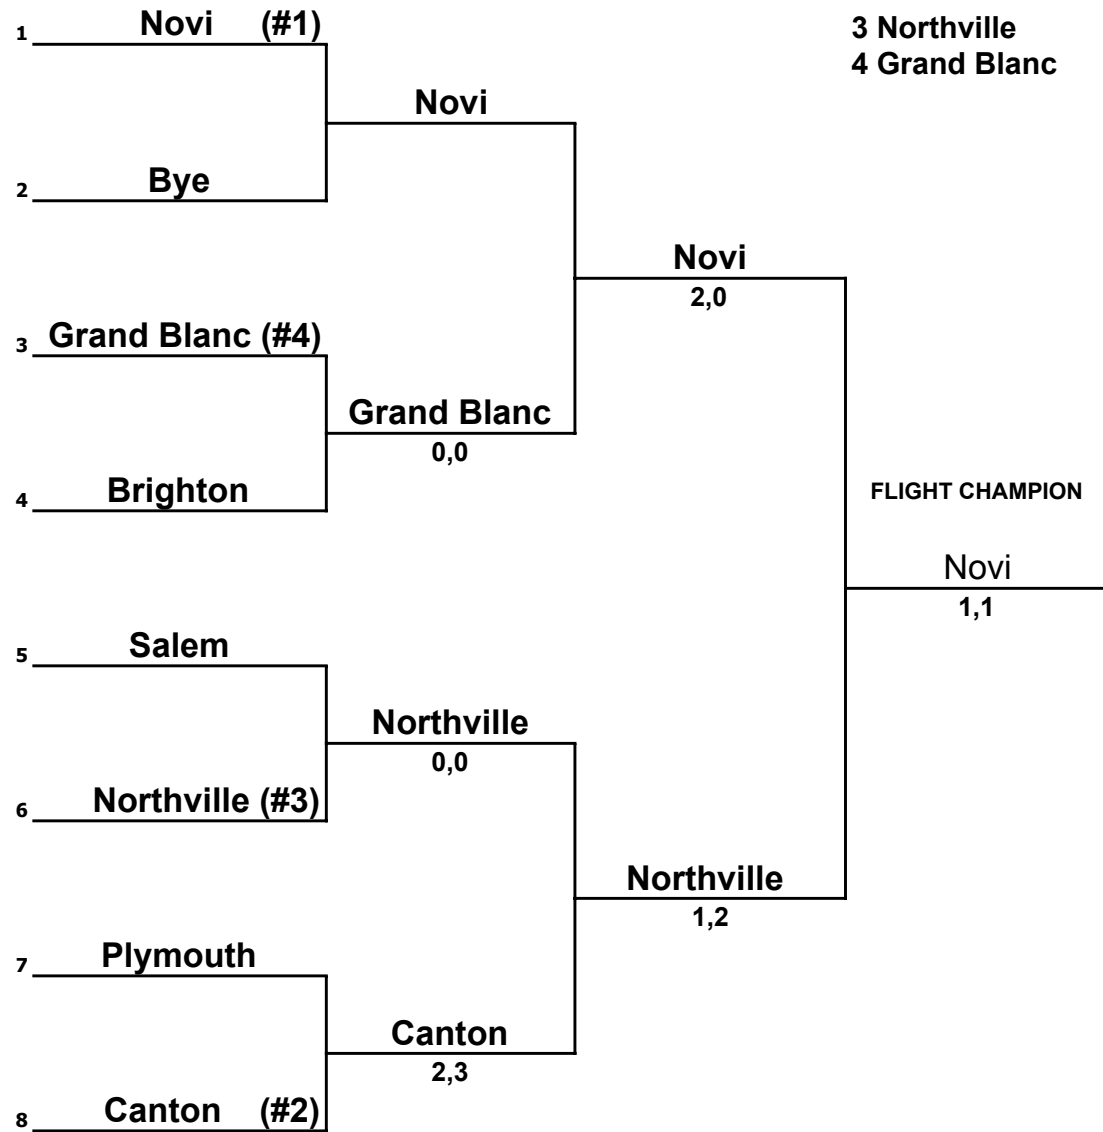 1 Novi (#1)
3 Northville
4 Grand Blanc
Novi
2 Bye
Novi
2,0
3 Grand Blanc (#4)
Grand Blanc
0,0
4 Brighton
FLIGHT CHAMPION
Novi
1,1
5 Salem
Northville
0,0
6 Northville (#3)
Northville
1,2
7 Plymouth
Canton
2,3
8 Canton (#2)